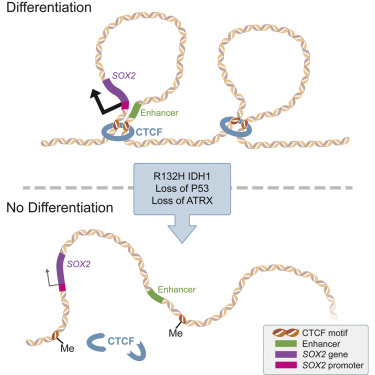 Differentiation
SOX2
Enhancer
CTCF
R132H IDH1
Loss of P53
Loss of ATRX
No Differentiation
SOX2
Enhancer
Me
CTCF
Me
CTCF motif
Enhancer
SOX2 gene
SOX2 promoter